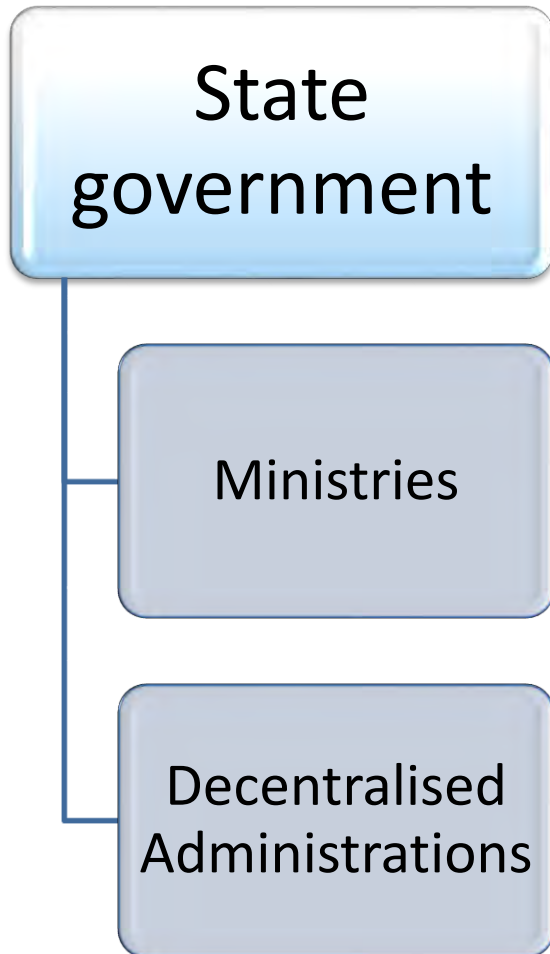 State
government
Ministries
Decentralised
Administrations